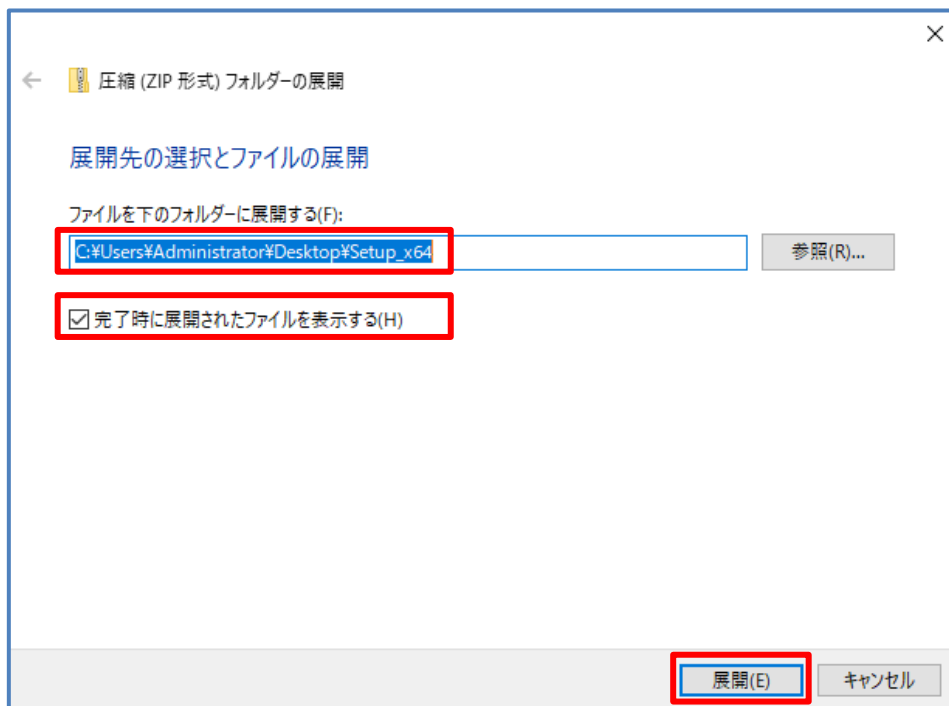 圧縮 (ZIP 形式) フォルダーの展開
展開先の選択とファイルの展開
ファイルを下のフォルダーに展開する(F):
C:¥Users¥Administrator¥Desktop¥Setup_x64
参照(R)...
完了時に展開されたファイルを表示する(H)
展開(E)
キャンセル